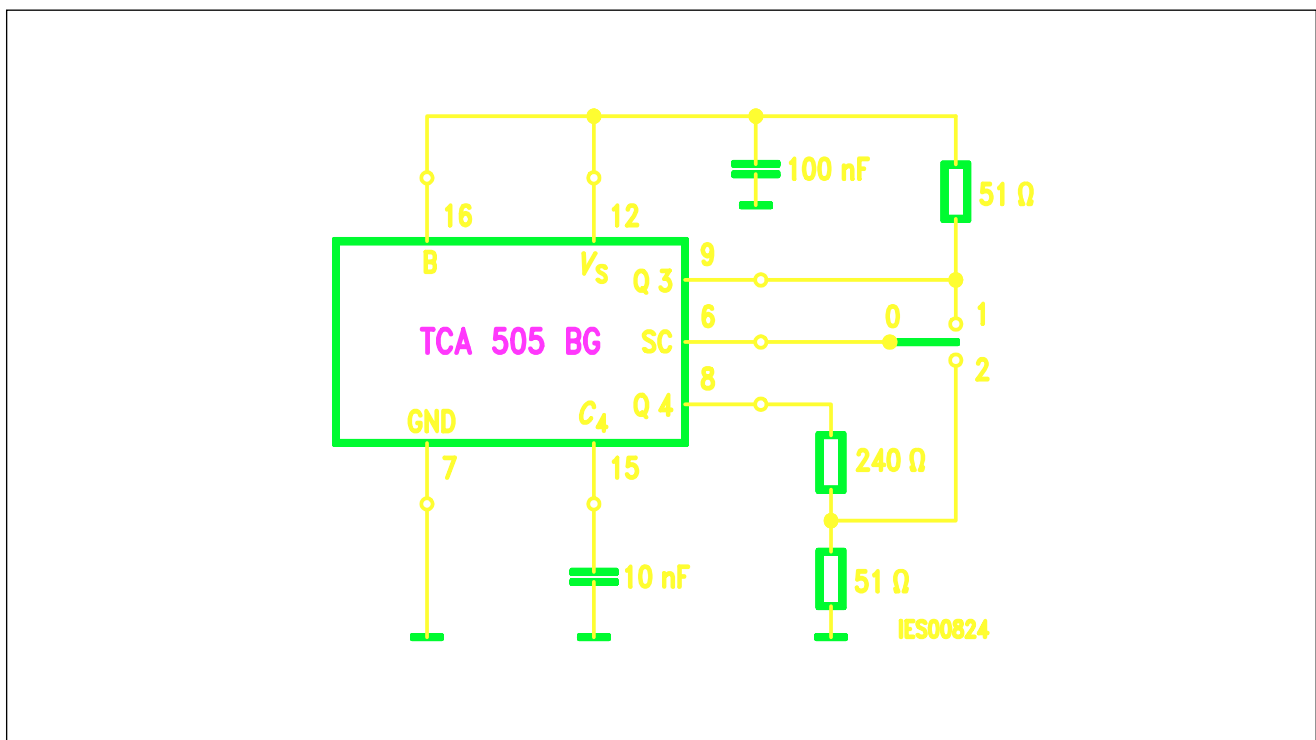 100 nF
51 Ω
16
12
B
VS
9
Q 3
6
0
1
TCA 505 BG
SC
2
8
Q 4
GND
C4
7
15
240 Ω
10 nF
51 Ω
IES00824